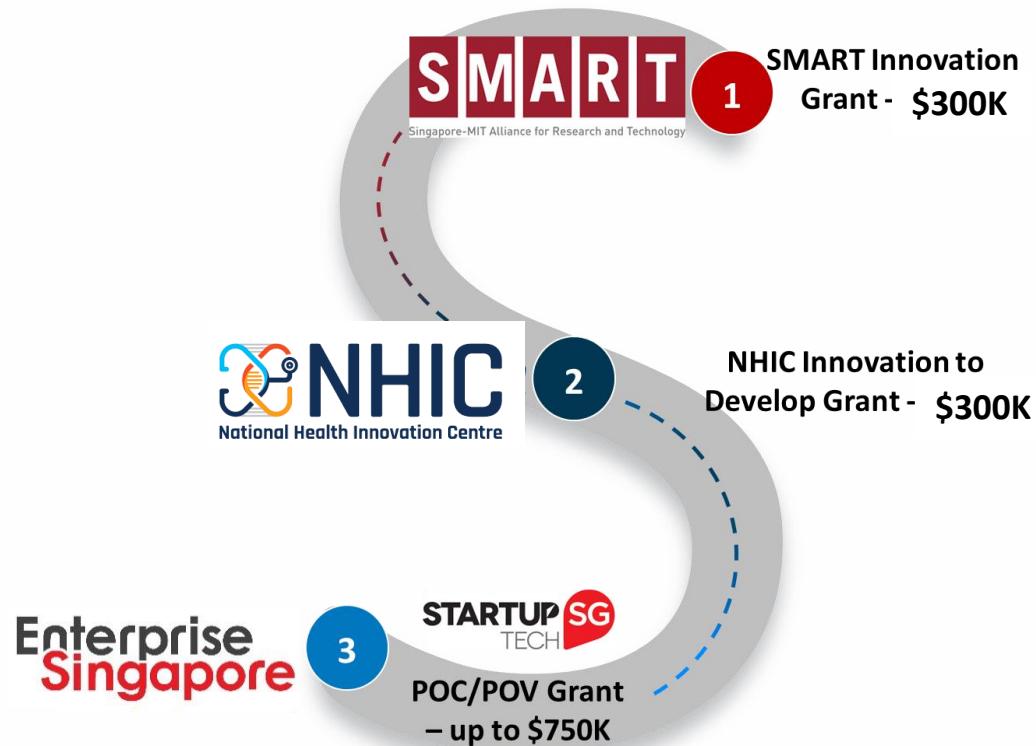 SMART
Singapore-MIT Alliance for Research and Technology
1
SMART Innovation
Grant - $300K
NHIC
National Health Innovation Centre
2
NHIC Innovation to
Develop Grant - $300K
Enterprise
Singapore
3
STARTUP SG
TECH
POC/POV Grant
– up to $750K